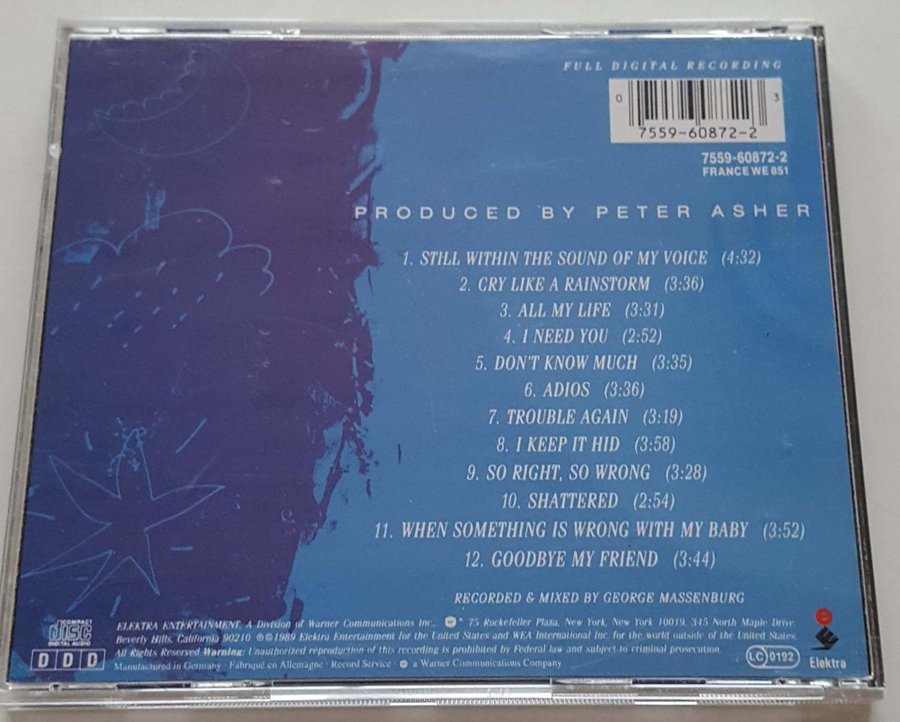 FULL DIGITAL RECORDING
0 3
7559-60872-2
7559-60872-2
FRANCE WE 851
PRODUCED BY PETER ASHER
1. STILL WITHIN THE SOUND OF MY VOICE (4:32)
2. CRY LIKE A RAINSTORM (3:36)
3. ALL MY LIFE (3:31)
4. I NEED YOU (2:52)
5. DON'T KNOW MUCH (3:35)
6. ADIOS (3:36)
7. TROUBLE AGAIN (3:19)
8. I KEEP IT HID (3:58)
9. SO RIGHT, SO WRONG (3:28)
10. SHATTERED (2:54)
11. WHEN SOMETHING IS WRONG WITH MY BABY (3:52)
12. GOODBYE MY FRIEND (3:44)
RECORDED & MIXED BY GEORGE MASSENBURG
COMPACT
disc
DIGITAL AUDIO
DDD
ELEKTRA ENTERTAINMENT, A Division of Warner Communications Inc. * 75 Rockefeller Plaza, New York, New York 10019. 345 North Maple Drive,
Beverly Hills, California 90210 ℗©1989 Elektra Entertainment for the United States and WEA International Inc. for the world outside of the United States.
All Rights Reserved Warning: Unauthorized reproduction of this recording is prohibited by Federal law and subject to criminal prosecution.
Manufactured in Germany · Fabriqué en Allemagne · Record Service · a Warner Communications Company
LC 0192
Elektra